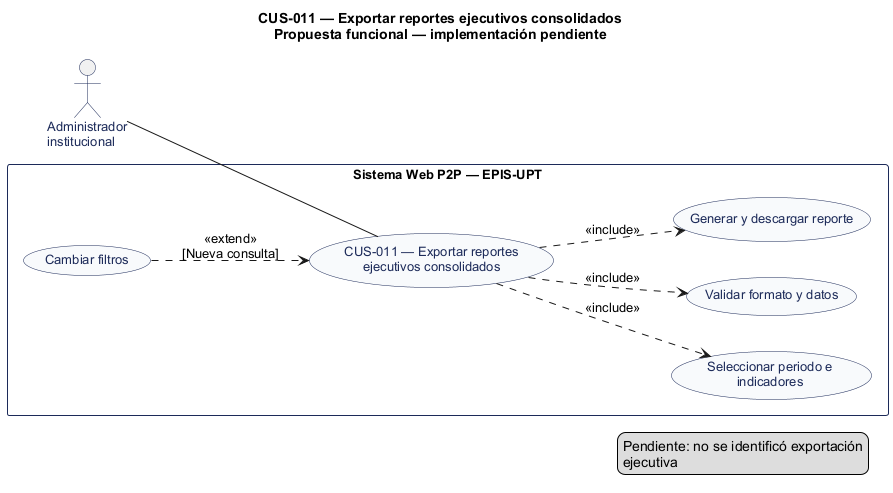 CUS-011 — Exportar reportes ejecutivos consolidados
Propuesta funcional — implementación pendiente
Administrador
institucional
Sistema Web P2P — EPIS-UPT
Cambiar filtros
«extend»
[Nueva consulta]
CUS-011 — Exportar reportes
ejecutivos consolidados
«include»
Generar y descargar reporte
«include»
Validar formato y datos
«include»
Seleccionar periodo e
indicadores
Pendiente: no se identificó exportación
ejecutiva